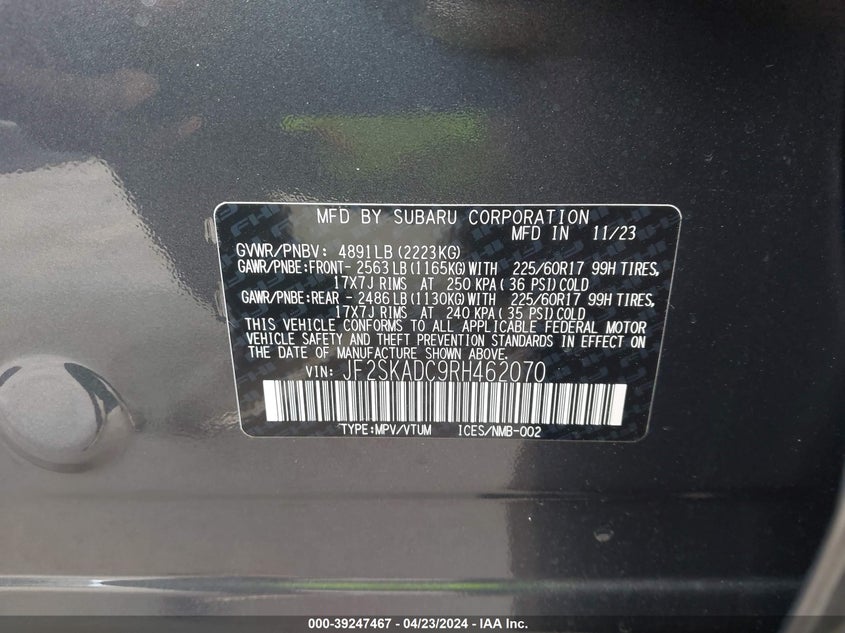 MFD BY SUBARU CORPORATION
MFD IN 11/23
GVWR/PNBV: 4891LB (2223KG)
GAWR/PNBE:FRONT- 2563LB (1165KG) WITH 225/60R17 99H TIRES,
17X7J RIMS AT 250 KPA (36 PSI) COLD
GAWR/PNBE:REAR - 2486LB (1130KG) WITH 225/60R17 99H TIRES,
17X7J RIMS AT 240 KPA (35 PSI) COLD
THIS VEHICLE CONFORMS TO ALL APPLICABLE FEDERAL MOTOR
VEHICLE SAFETY AND THEFT PREVENTION STANDARDS IN EFFECT ON
THE DATE OF MANUFACTURE SHOWN ABOVE.
VIN: JF2SKADC9RH462070
TYPE:MPV/VTUM ICES/NMB-002
000-39247467 - 04/23/2024 - IAA Inc.